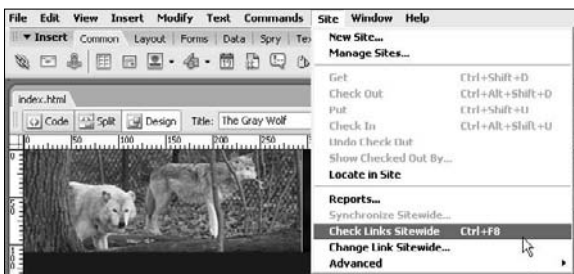 File Edit View Insert Modify Text Commands Site Window Help
▼ Insert Common Layout Forms Data Spry
New Site...
Manage Sites...
Get Ctrl+Shift+D
Check Out Ctrl+Alt+Shift+D
Put Ctrl+Shift+U
Check In Ctrl+Alt+Shift+U
Undo Check Out
Show Checked Out By...
Locate in Site
Reports...
Synchronize Sitewide...
Check Links Sitewide Ctrl+F8
Change Link Sitewide...
Advanced
index.html
Code Split Design Title: The Gray Wolf
0 50 100 150 200 250